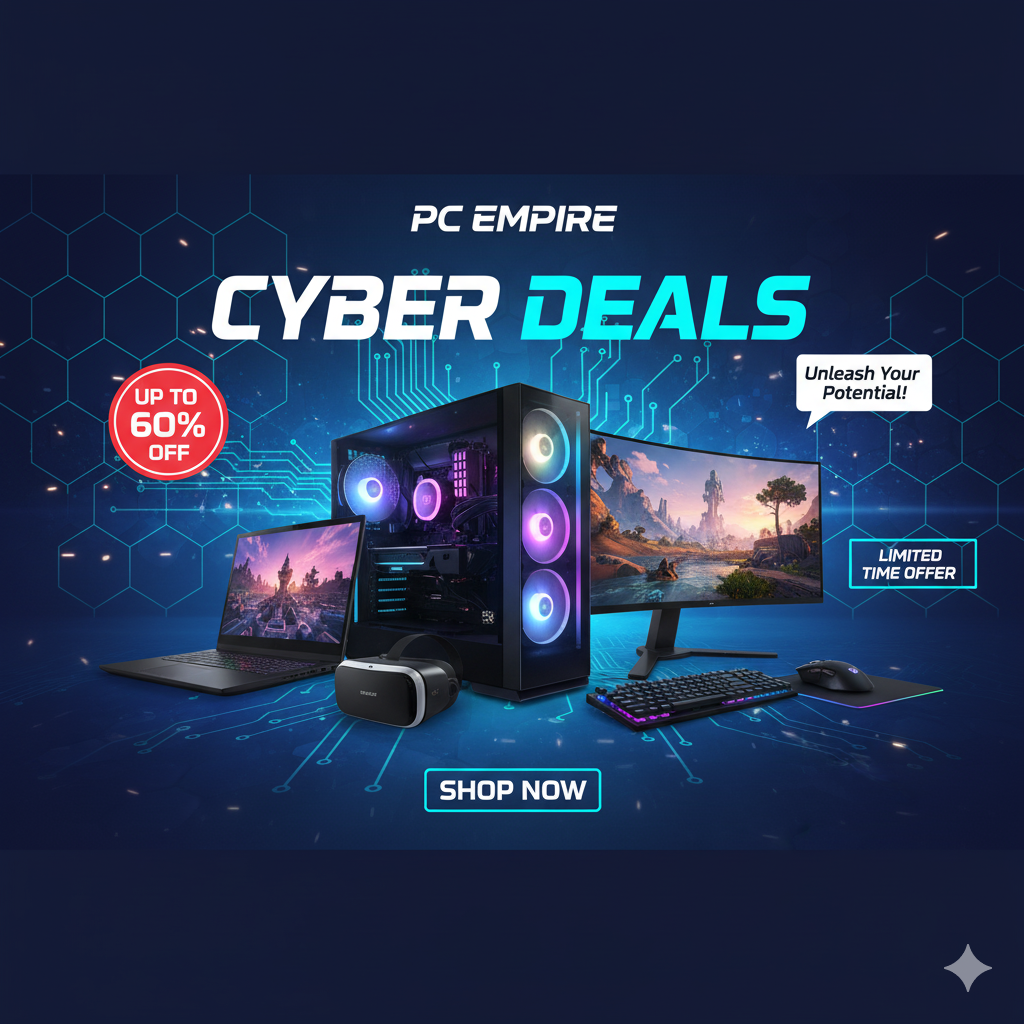 PC EMPIRE
CYBER DEALS
UP TO
60%
OFF
Unleash Your
Potential!
LIMITED
TIME OFFER
SHOP NOW